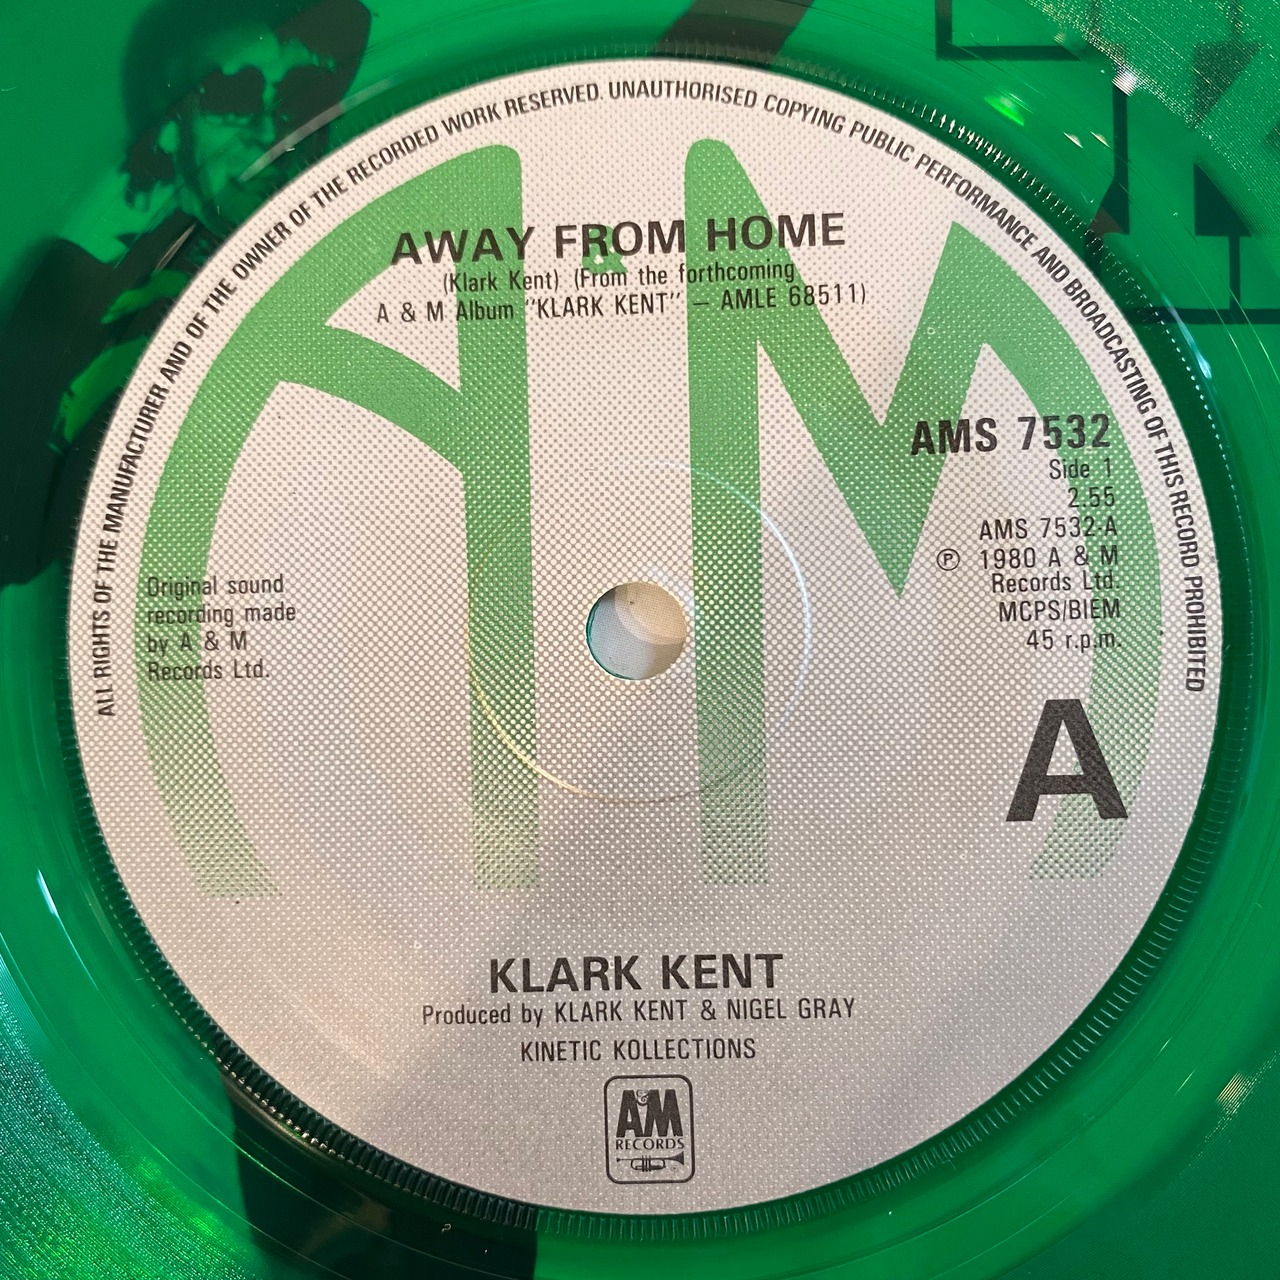 ALL RIGHTS OF THE MANUFACTURER AND OF THE OWNER OF THE RECORDED WORK RESERVED. UNAUTHORISED COPYING PUBLIC PERFORMANCE AND BROADCASTING OF THIS RECORD PROHIBITED
AM
AWAY FROM HOME
(Klark Kent) (From the forthcoming
A & M Album "KLARK KENT" – AMLE 68511)
AMS 7532
Side 1
2.55
AMS 7532-A
Ⓟ 1980 A & M
Records Ltd.
MCPS/BIEM
45 r.p.m.
Original sound
recording made
by A & M
Records Ltd.
A
KLARK KENT
Produced by KLARK KENT & NIGEL GRAY
KINETIC KOLLECTIONS
A&M
RECORDS